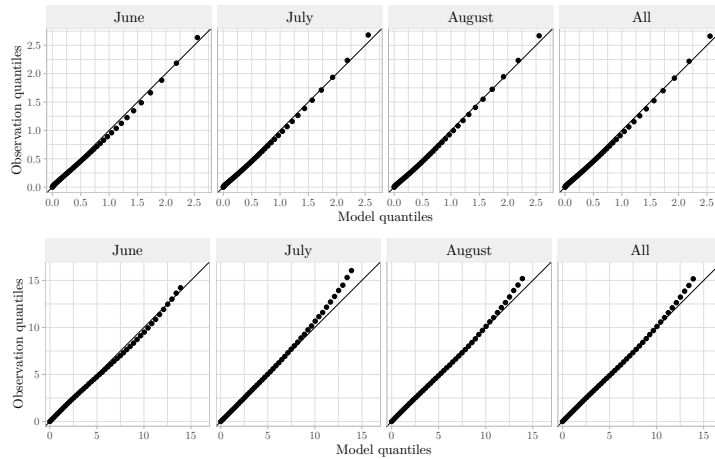 June July August All
Observation quantiles
2.5
2.0
1.5
1.0
0.5
0.0
0.0 0.5 1.0 1.5 2.0 2.5 0.0 0.5 1.0 1.5 2.0 2.5 0.0 0.5 1.0 1.5 2.0 2.5 0.0 0.5 1.0 1.5 2.0 2.5
Model quantiles
June July August All
Observation quantiles
15
10
5
0
0 5 10 15 0 5 10 15 0 5 10 15 0 5 10 15
Model quantiles